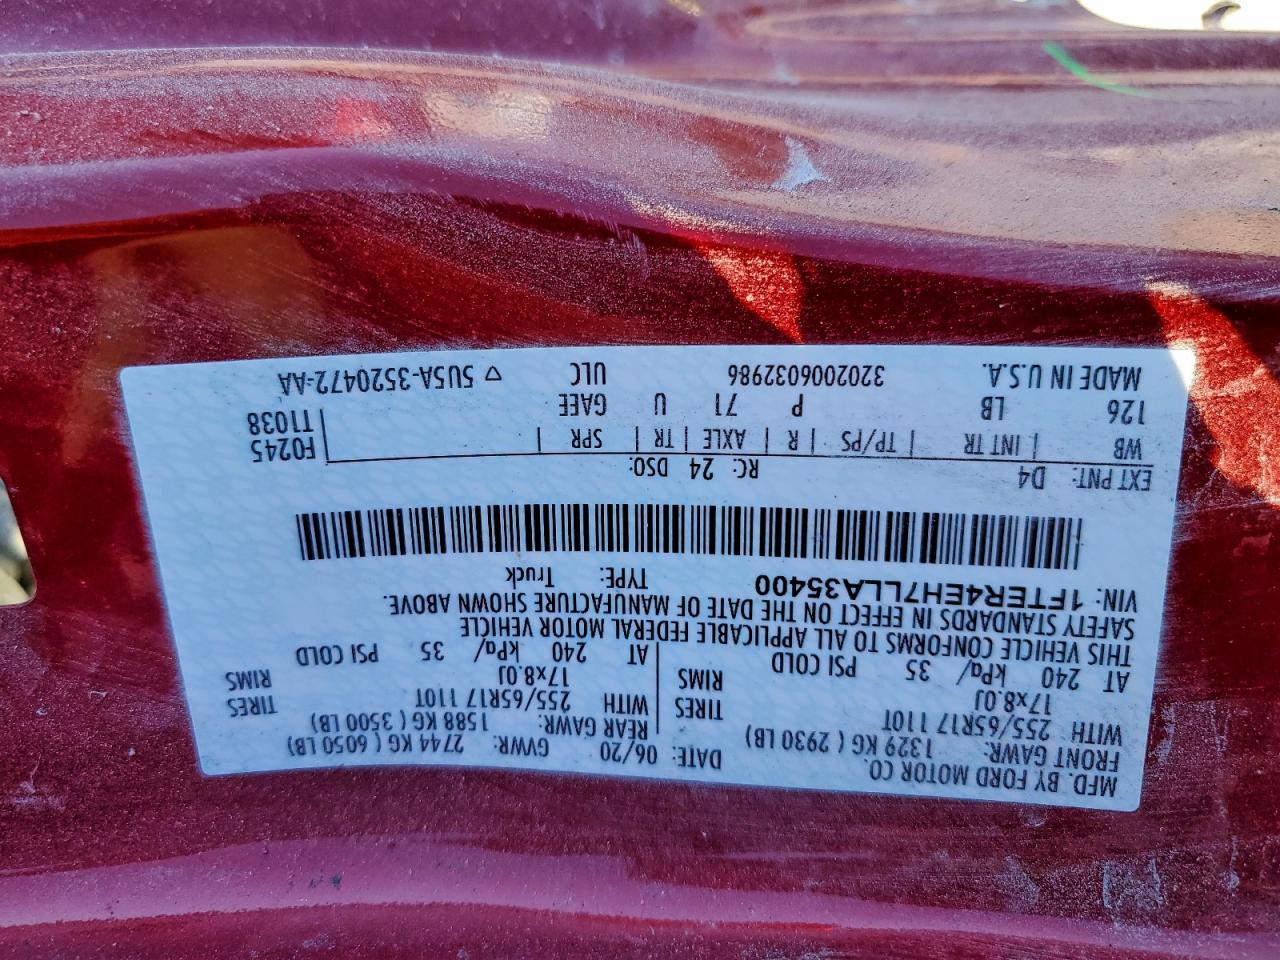 MFD. BY FORD MOTOR CO.
DATE: 06/20 GVWR: 2744 KG ( 6050 LB)
FRONT GAWR: 1329 KG ( 2930 LB) REAR GAWR: 1588 KG ( 3500 LB)
WITH 255/65R17 110T TIRES WITH 255/65R17 110T TIRES
17x8.0J RIMS 17x8.0J RIMS
AT 240 kPa/ 35 PSI COLD AT 240 kPa/ 35 PSI COLD
THIS VEHICLE CONFORMS TO ALL APPLICABLE FEDERAL MOTOR VEHICLE
SAFETY STANDARDS IN EFFECT ON THE DATE OF MANUFACTURE SHOWN ABOVE.
VIN: 1FTER4EH7LLA35400 TYPE: Truck
EXT PNT: D4 RC: 24 DSO:
WB | INT TR | TP/PS | R | AXLE | TR | SPR | F0245
126 LB P 71 U GAEE T1038
MADE IN U.S.A. 3202006032986 ULC ▽ 5U5A-3520472-AA